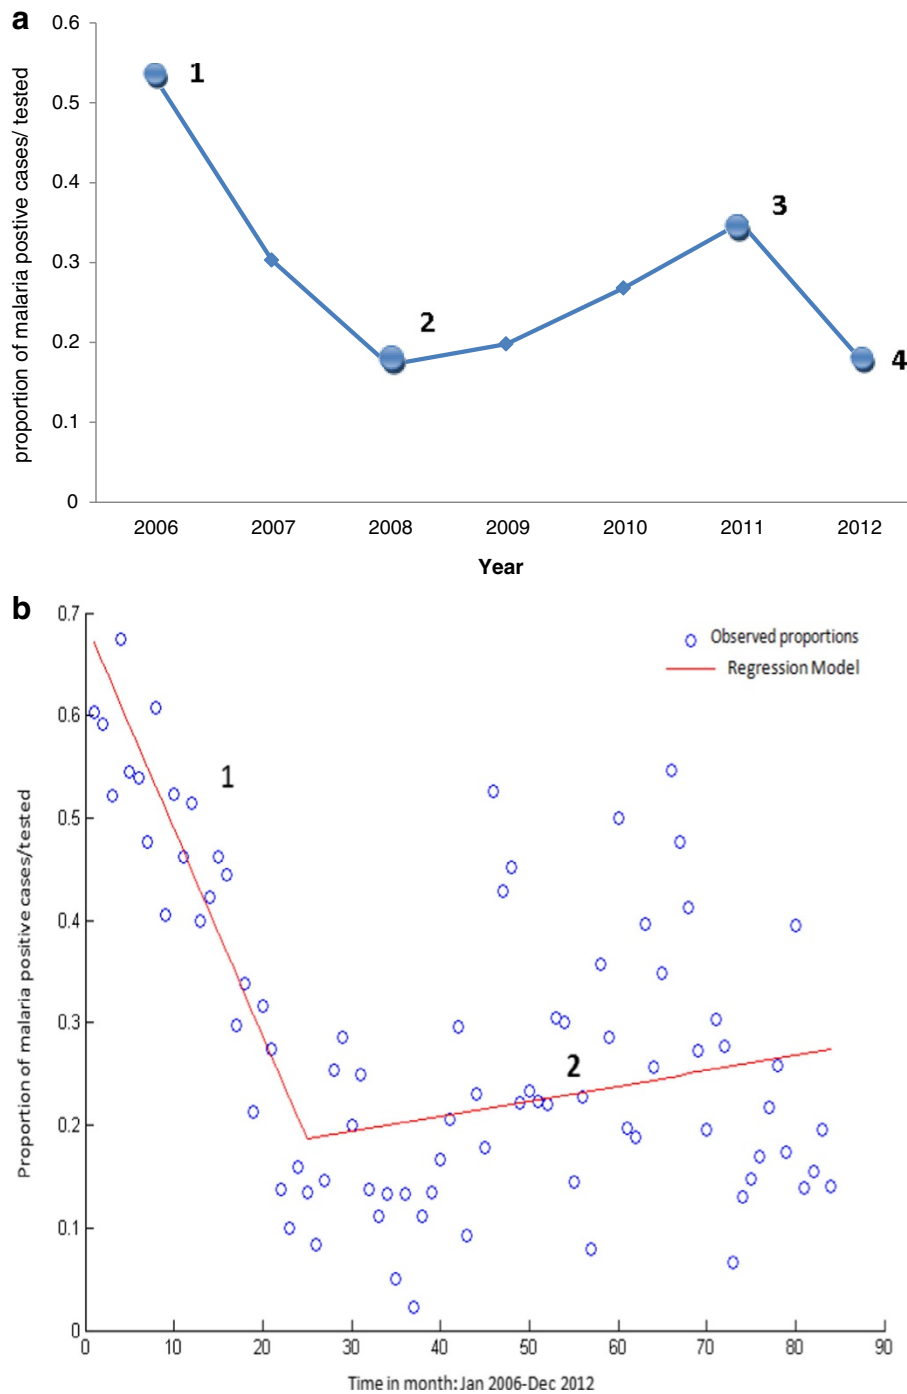 a
0.6
0.5
0.4
0.3
0.2
0.1
0
proportion of malaria postive cases/ tested
1
2
3
4
2006 2007 2008 2009 2010 2011 2012
Year
b
0.7
0.6
0.5
0.4
0.3
0.2
0.1
0
Proportion of malaria positive cases/tested
Observed proportions
Regression Model
1
2
0 10 20 30 40 50 60 70 80 90
Time in month: Jan 2006-Dec 2012